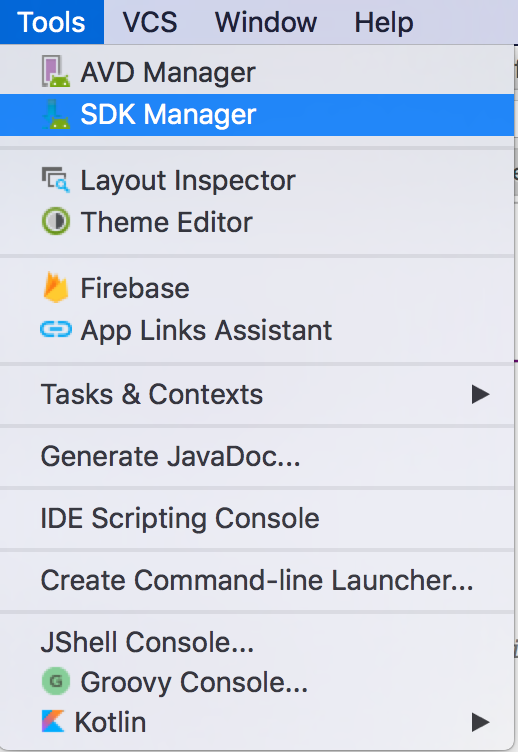 Tools VCS Window Help
AVD Manager
SDK Manager
Layout Inspector
Theme Editor
Firebase
App Links Assistant
Tasks & Contexts
Generate JavaDoc...
IDE Scripting Console
Create Command-line Launcher...
JShell Console...
G Groovy Console...
Kotlin